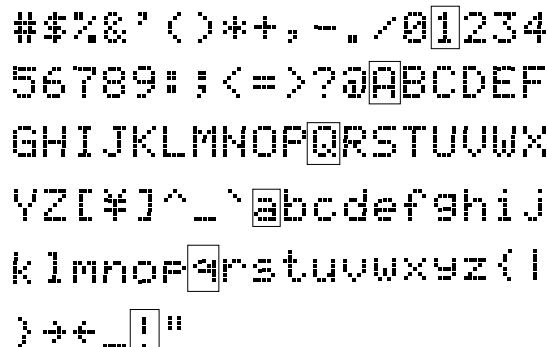 #$%&'()*+,-./01234
56789:;<=>?@ABCDEF
GHIJKLMNOPQRSTUVWX
YZ[¥]^_`abcdefghij
klmnopqrstuvwxyz{|
}→←_!"